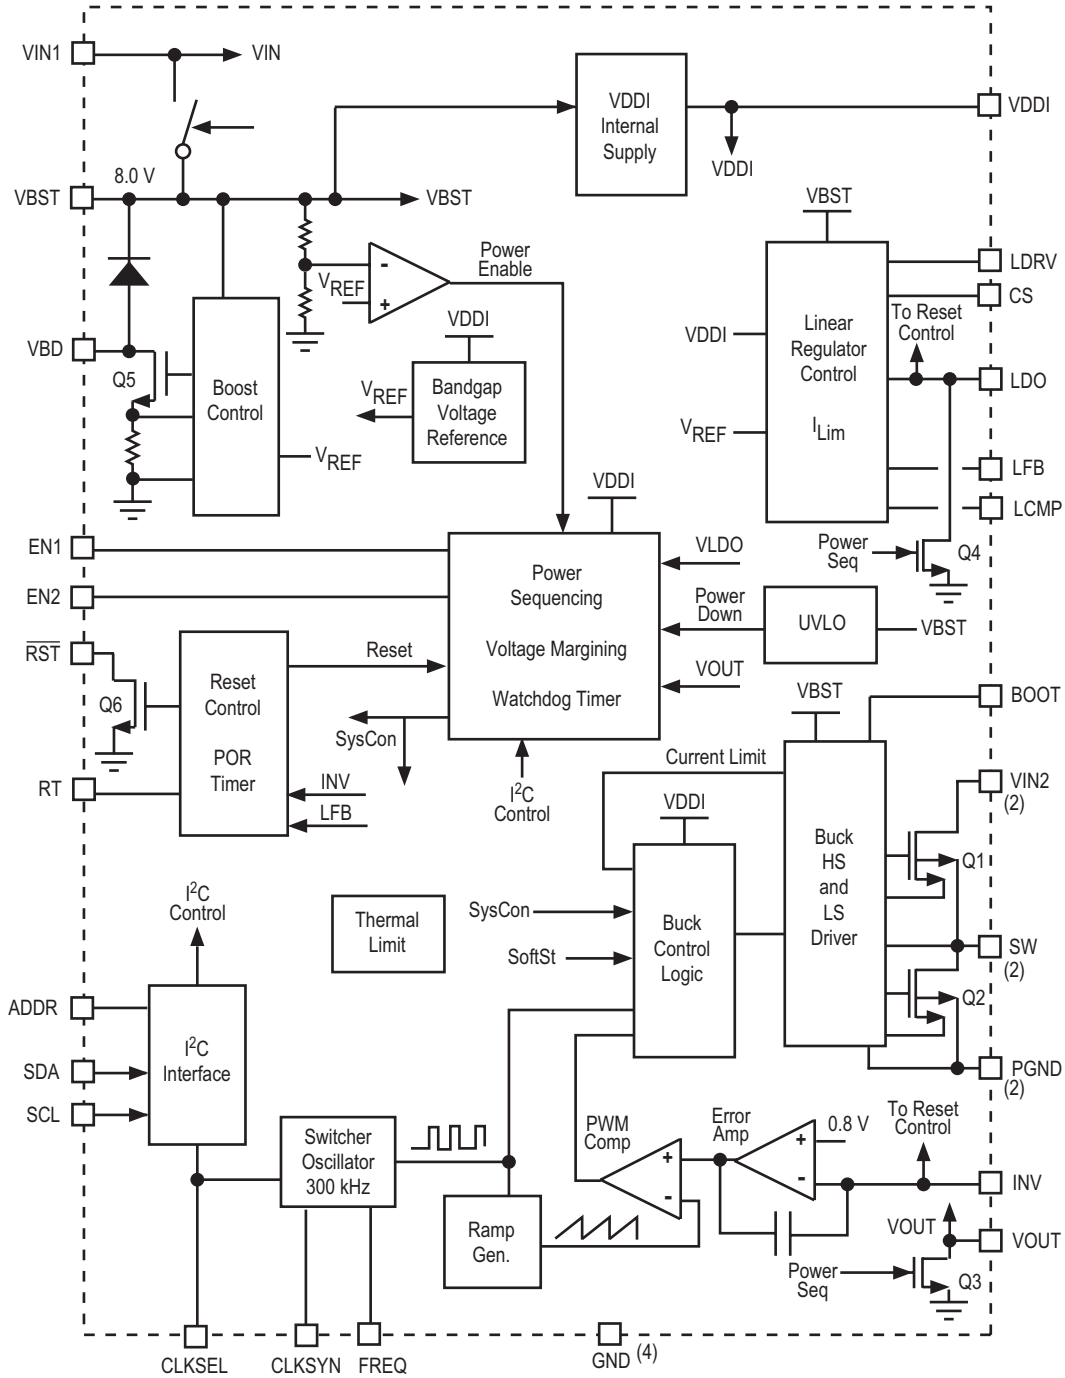 VIN1
VIN
VDDI
Internal
Supply
VDDI
VDDI
8.0 V
VBST
VBST
VBST
Power
Enable
VREF
-
+
LDRV
CS
To Reset
Control
VDDI
Linear
Regulator
Control
ILim
VDDI
VREF
LDO
LFB
LCMP
VBD
Q5
Boost
Control
VREF
VREF
Bandgap
Voltage
Reference
VDDI
Power
Seq
Q4
EN1
EN2
Power
Sequencing
Voltage Margining
Watchdog Timer
VLDO
Power
Down
UVLO
VBST
VOUT
RST
Q6
Reset
Control
POR
Timer
Reset
SysCon
I2C
Control
RT
INV
LFB
VBST
BOOT
Current Limit
VDDI
VIN2
(2)
Buck
HS
and
LS
Driver
Q1
I2C
Control
Thermal
Limit
SysCon
SoftSt
Buck
Control
Logic
SW
(2)
Q2
ADDR
SDA
SCL
I2C
Interface
PGND
(2)
Switcher
Oscillator
300 kHz
PWM
Comp
+
-
Error
Amp
+
-
0.8 V
To Reset
Control
INV
Ramp
Gen.
VOUT
VOUT
Power
Seq
Q3
CLKSEL
CLKSYN
FREQ
GND (4)